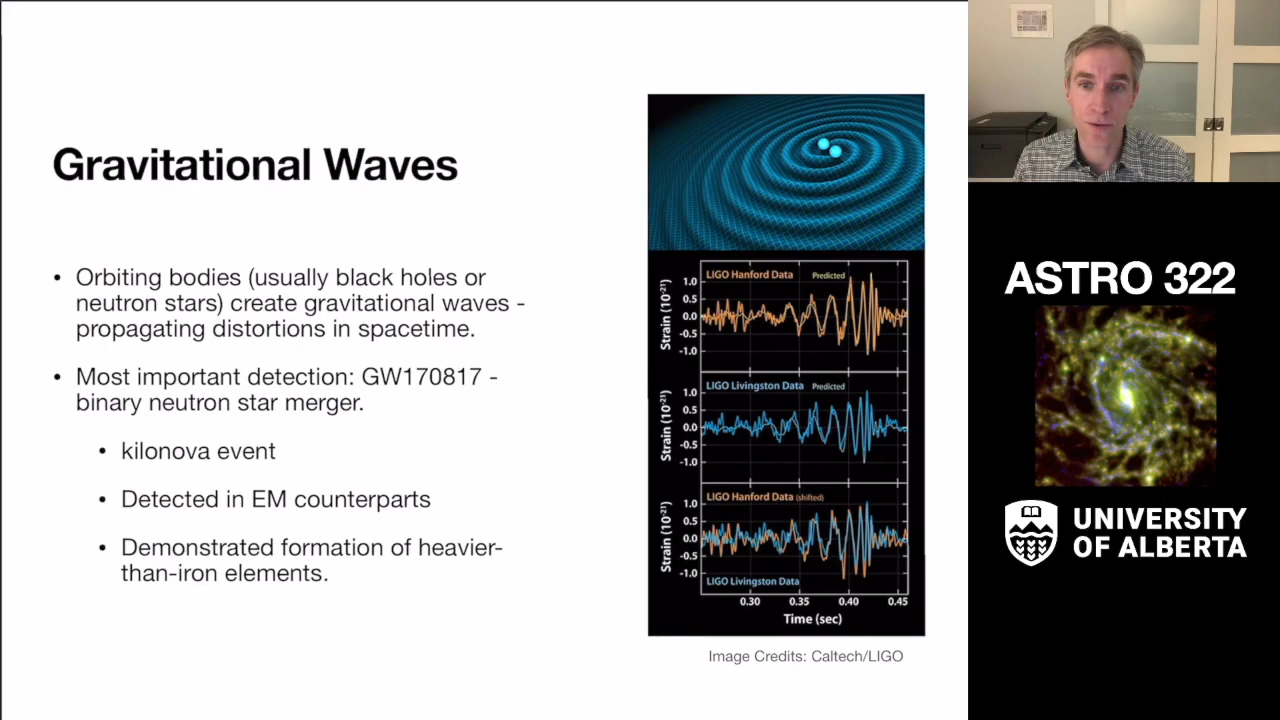 Gravitational Waves
• Orbiting bodies (usually black holes or
neutron stars) create gravitational waves -
propagating distortions in spacetime.
• Most important detection: GW170817 -
binary neutron star merger.
• kilonova event
• Detected in EM counterparts
• Demonstrated formation of heavier-
than-iron elements.
LIGO Hanford Data Predicted
1.0
0.5
0.0
-0.5
-1.0
Strain (10⁻²¹)
LIGO Livingston Data Predicted
1.0
0.5
0.0
-0.5
-1.0
Strain (10⁻²¹)
LIGO Hanford Data (shifted)
1.0
0.5
0.0
-0.5
-1.0
Strain (10⁻²¹)
LIGO Livingston Data
0.30 0.35 0.40 0.45
Time (sec)
Image Credits: Caltech/LIGO
ASTRO 322
UNIVERSITY
OF ALBERTA